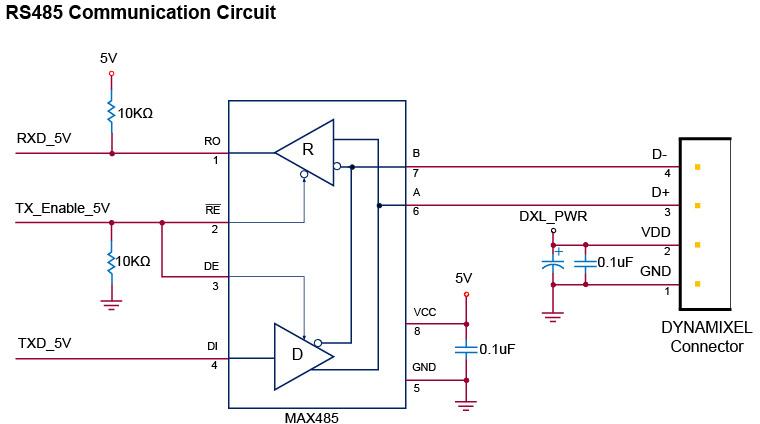 RS485 Communication Circuit
5V
10KΩ
RXD_5V
RO
1
R
B
7
D-
4
A
6
D+
3
TX_Enable_5V
RE
2
DXL_PWR
VDD
2
10KΩ
DE
3
+
0.1uF
GND
1
5V
VCC
8
DYNAMIXEL
Connector
TXD_5V
DI
4
D
0.1uF
GND
5
MAX485